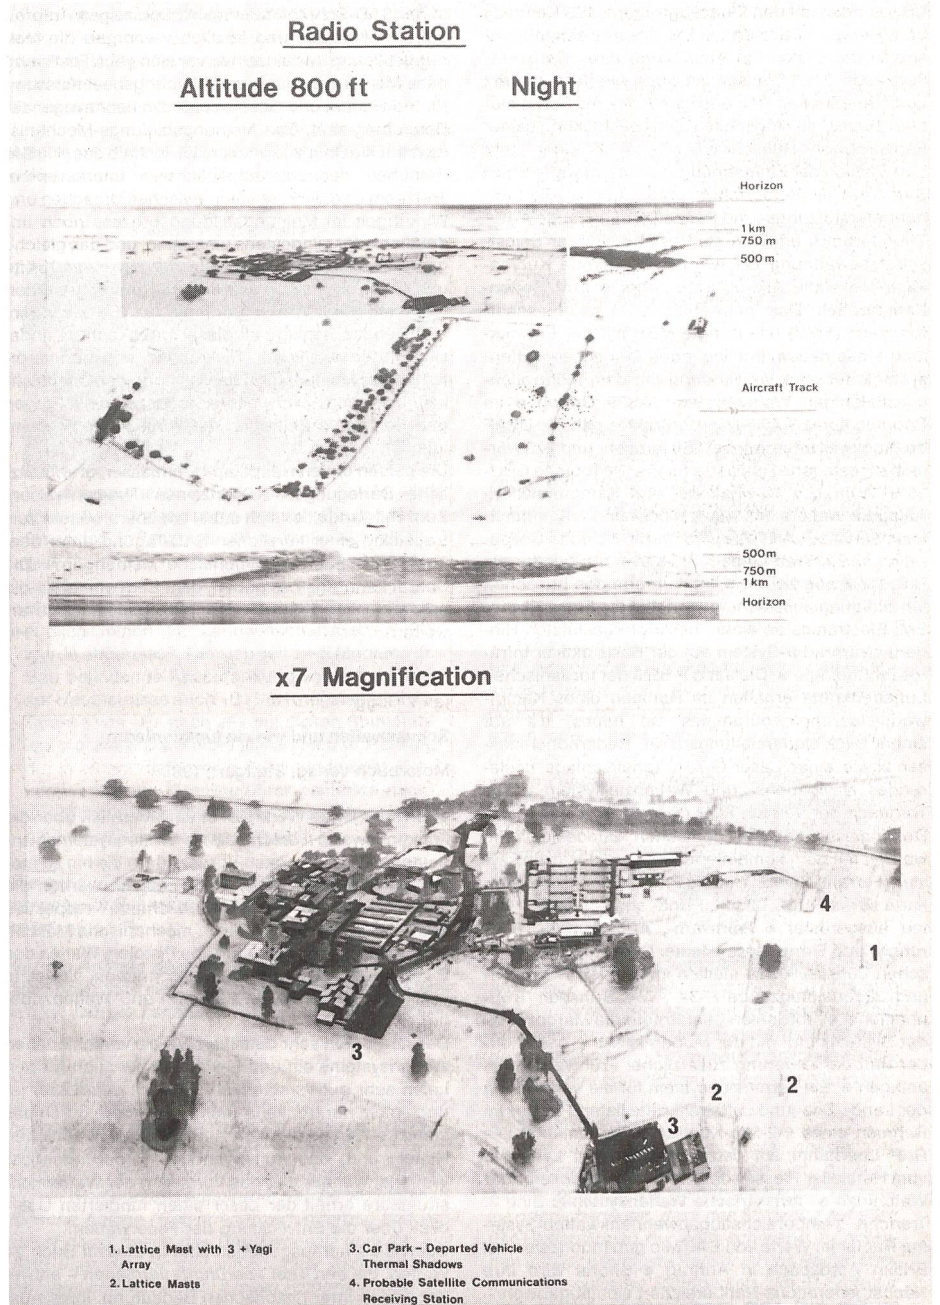 Radio Station
Altitude 800 ft Night
Horizon
1 km
750 m
500 m
Aircraft Track
500 m
750 m
1 km
Horizon
x7 Magnification
4
1
3
2
2
3
1. Lattice Mast with 3 + Yagi
Array
2. Lattice Masts
3. Car Park – Departed Vehicle
Thermal Shadows
4. Probable Satellite Communications
Receiving Station